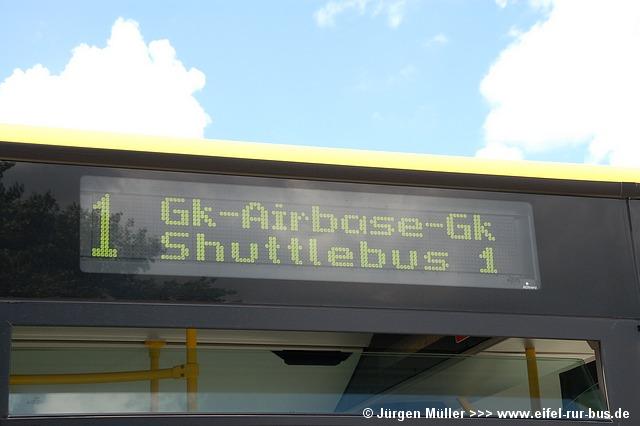 1 Gk-Airbase-Gk
Shuttlebus 1
© Jürgen Müller >>> www.eifel-rur-bus.de